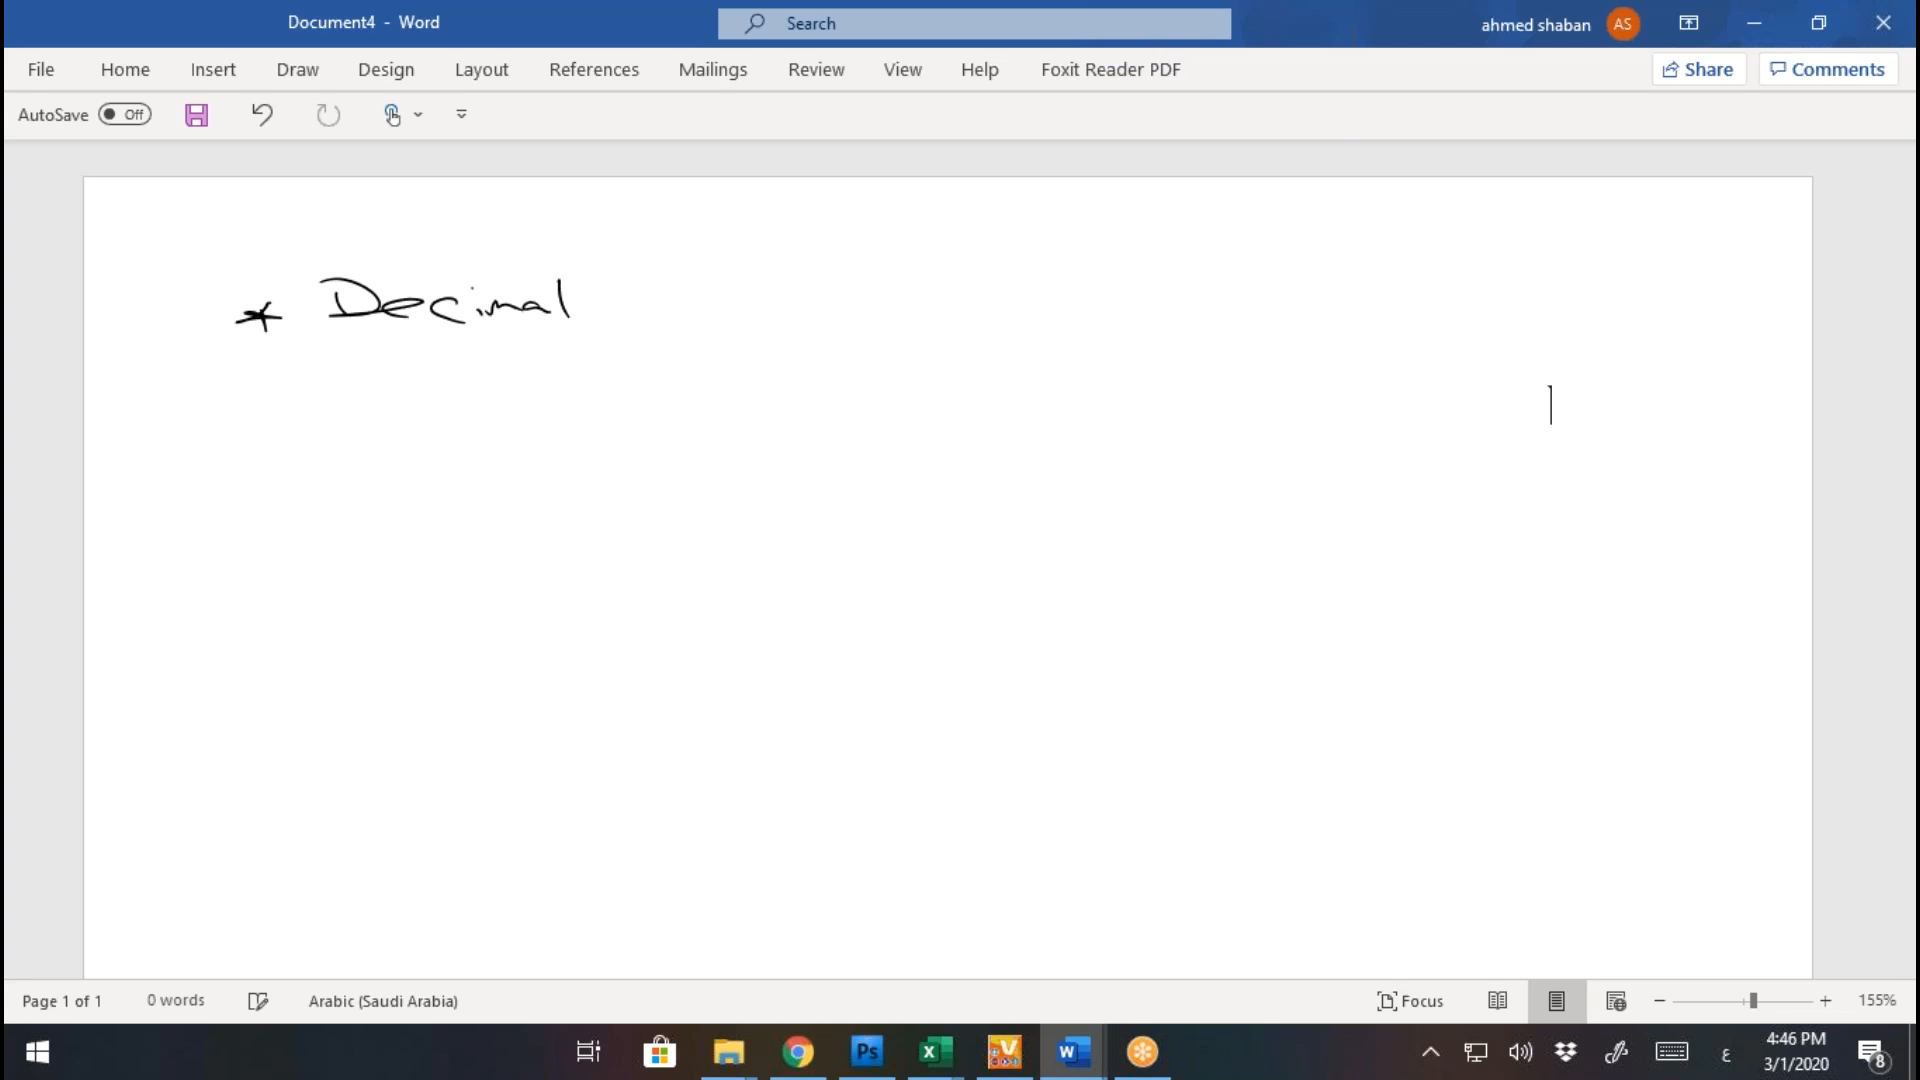 Document4 - Word
Search
ahmed shaban
AS
File Home Insert Draw Design Layout References Mailings Review View Help Foxit Reader PDF
Share
Comments
AutoSave Off
* Decimal
Page 1 of 1
0 words
Arabic (Saudi Arabia)
Focus
155%
Ps
X
V
W
ع
4:46 PM
3/1/2020
8